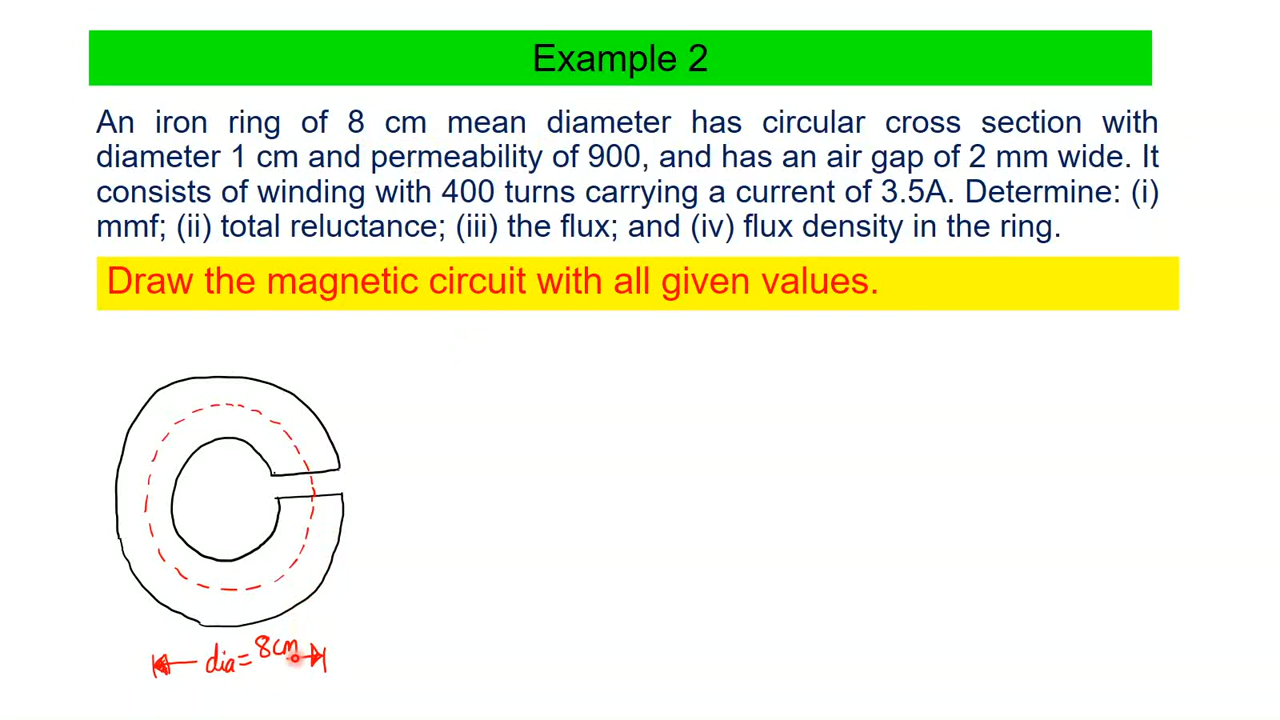 Example 2
An iron ring of 8 cm mean diameter has circular cross section with
diameter 1 cm and permeability of 900, and has an air gap of 2 mm wide. It
consists of winding with 400 turns carrying a current of 3.5A. Determine: (i)
mmf; (ii) total reluctance; (iii) the flux; and (iv) flux density in the ring.
Draw the magnetic circuit with all given values.
dia = 8cm